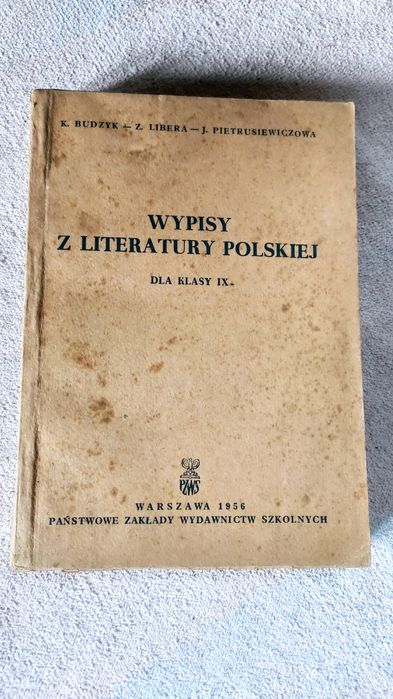 K. BUDZYK — Z. LIBERA — J. PIETRUSIEWICZOWA
WYPISY
Z LITERATURY POLSKIEJ
DLA KLASY IX
PZWS
WARSZAWA 1956
PAŃSTWOWE ZAKŁADY WYDAWNICTW SZKOLNYCH